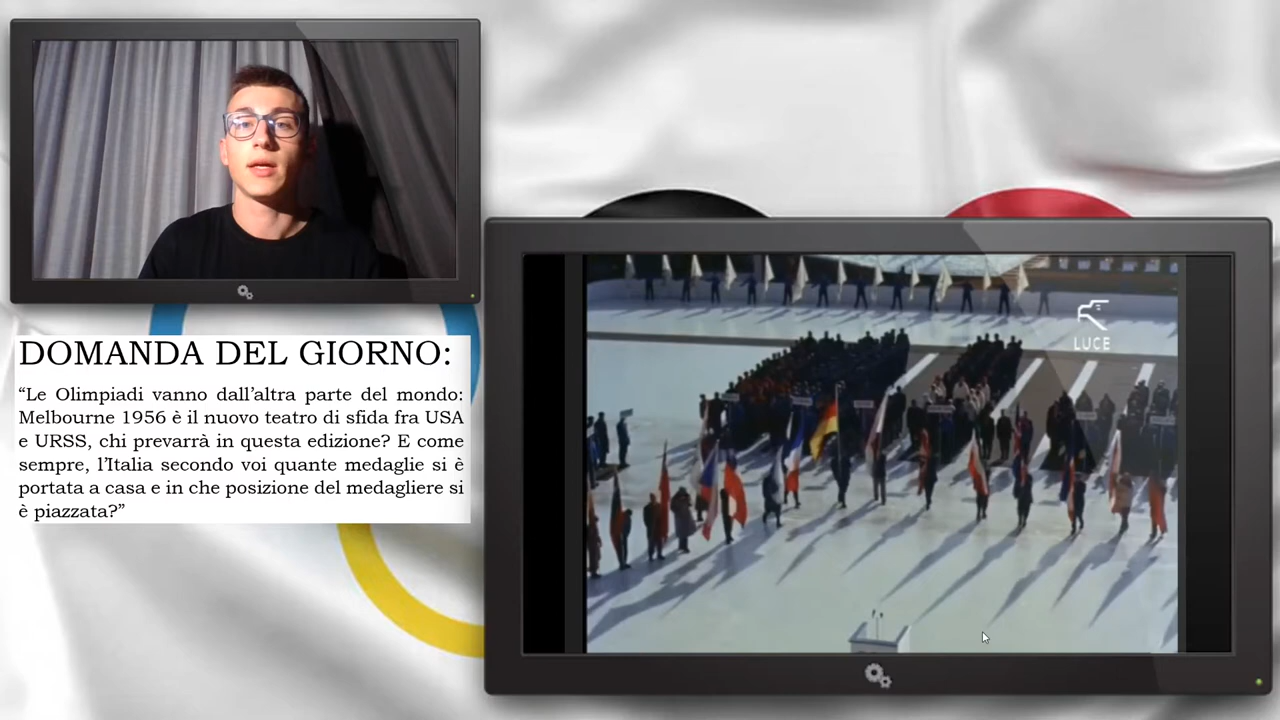 DOMANDA DEL GIORNO:
“Le Olimpiadi vanno dall’altra parte del mondo:
Melbourne 1956 è il nuovo teatro di sfida fra USA
e URSS, chi prevarrà in questa edizione? E come
sempre, l’Italia secondo voi quante medaglie si è
portata a casa e in che posizione del medagliere si
è piazzata?”
LUCE